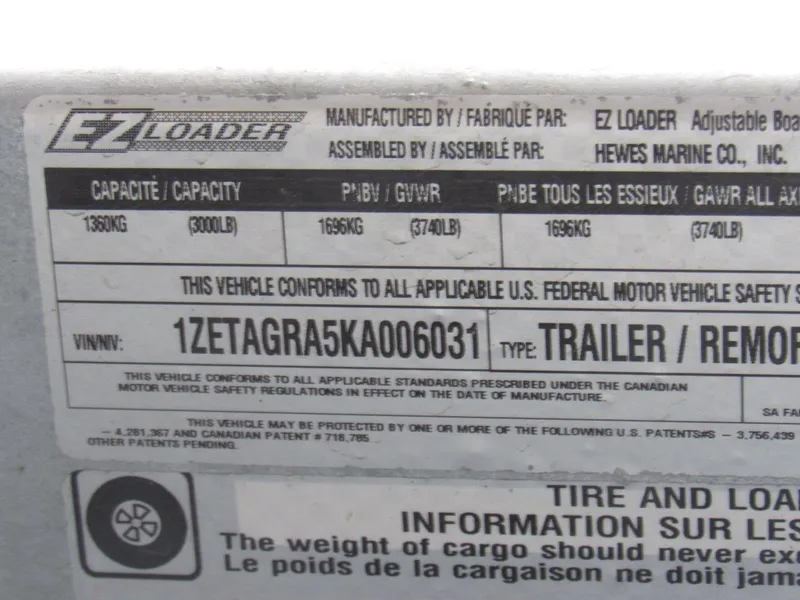 EZ LOADER
MANUFACTURED BY / FABRIQUÉ PAR: EZ LOADER Adjustable Boa
ASSEMBLED BY / ASSEMBLÉ PAR: HEWES MARINE CO., INC.
CAPACITÉ / CAPACITY PNBV / GVWR PNBE TOUS LES ESSIEUX / GAWR ALL AX
1360KG (3000LB) 1696KG (3740LB) 1696KG (3740LB)
THIS VEHICLE CONFORMS TO ALL APPLICABLE U.S. FEDERAL MOTOR VEHICLE SAFETY S
VIN/NIV: 1ZETAGRA5KA006031 TYPE: TRAILER / REMOR
THIS VEHICLE CONFORMS TO ALL APPLICABLE STANDARDS PRESCRIBED UNDER THE CANADIAN
MOTOR VEHICLE SAFETY REGULATIONS IN EFFECT ON THE DATE OF MANUFACTURE.
SA FA
THIS VEHICLE MAY BE PROTECTED BY ONE OR MORE OF THE FOLLOWING U.S. PATENTS#S – 3,756,439
– 4,281,367 AND CANADIAN PATENT # 718,785
OTHER PATENTS PENDING.
TIRE AND LOA
INFORMATION SUR LES
The weight of cargo should never exc
Le poids de la cargaison ne doit jama